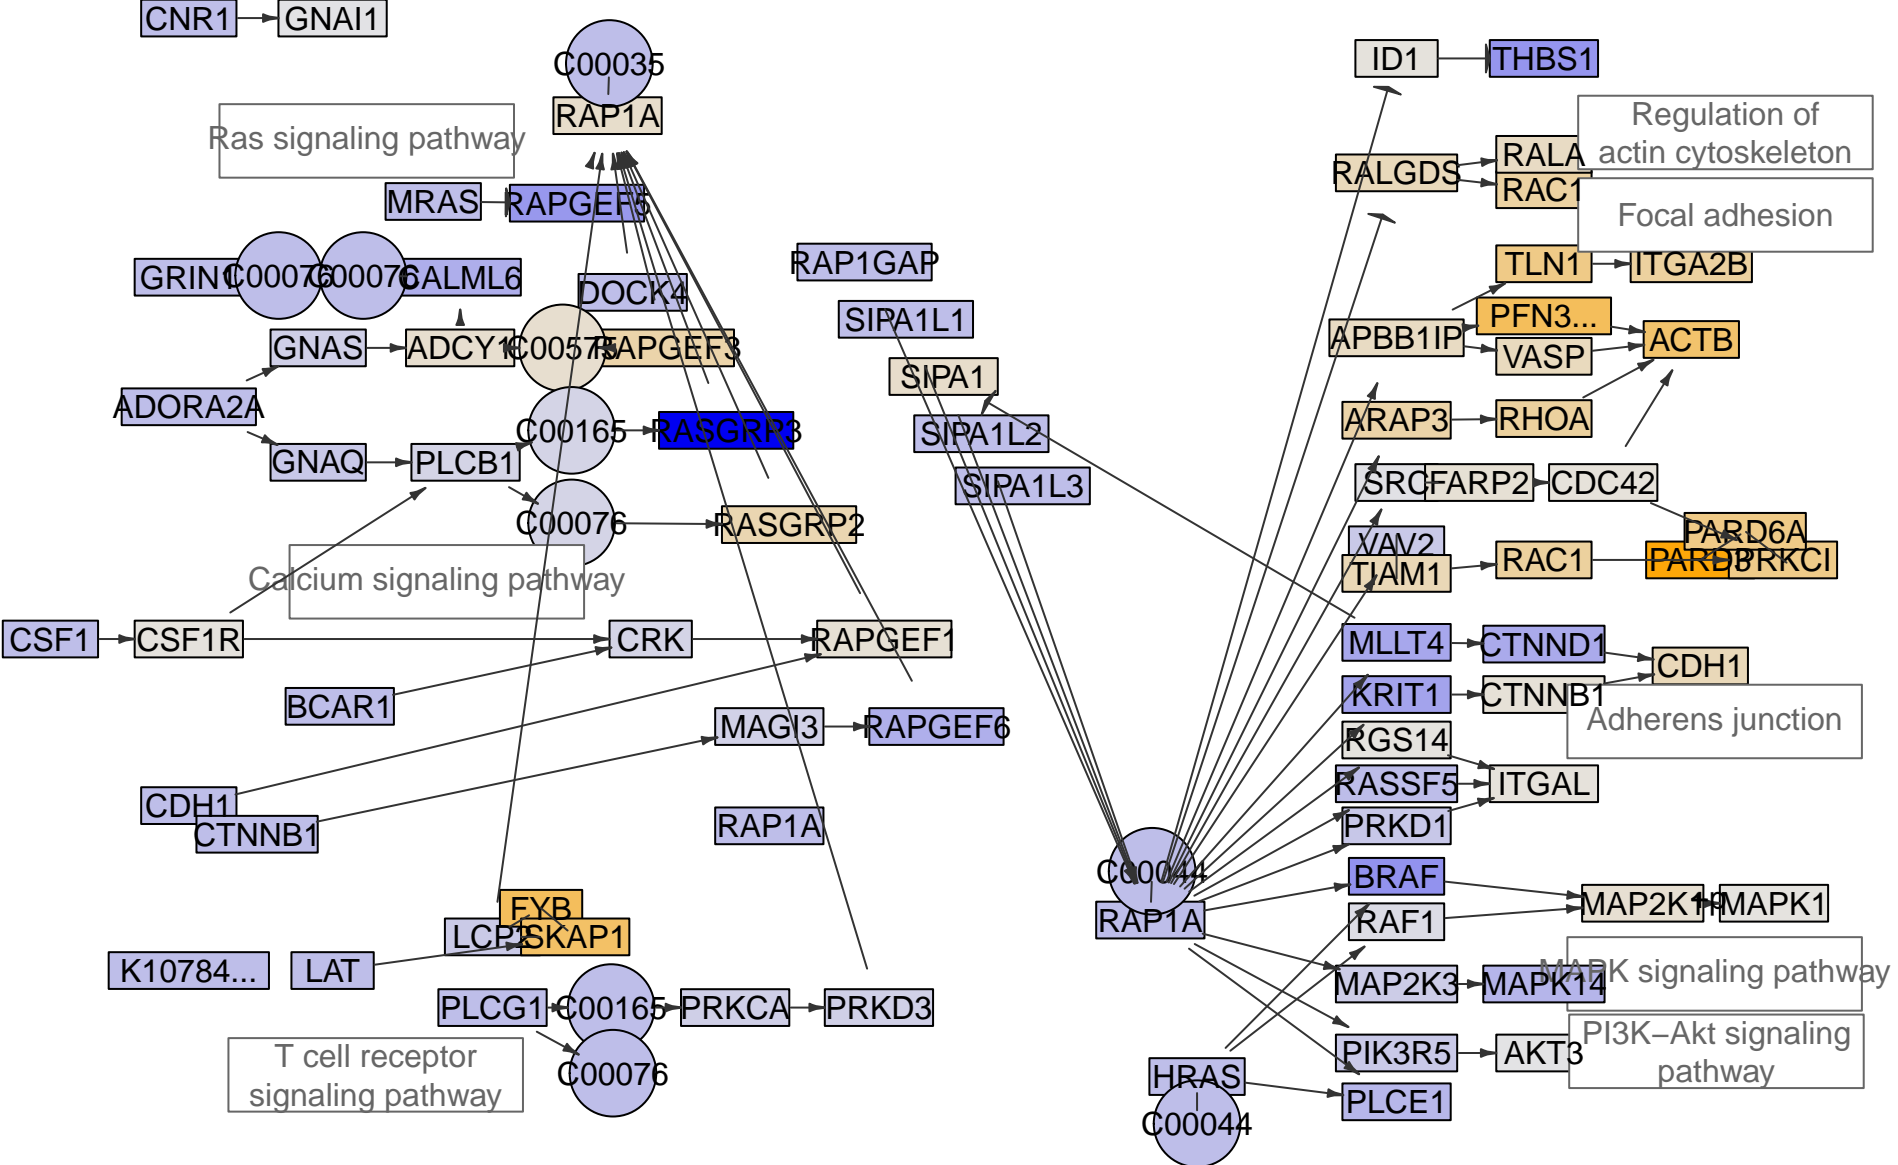 CNR1
GNAI1
C00035
RAP1A
Ras signaling pathway
MRAS
RAPGEF5
GRIN1
C00076
C00076
CALML6
DOCK4
GNAS
ADCY1
C00575
RAPGEF3
ADORA2A
C00165
RASGRP3
GNAQ
PLCB1
C00076
RASGRP2
Calcium signaling pathway
CSF1
CSF1R
CRK
RAPGEF1
BCAR1
MAGI3
RAPGEF6
CDH1
CTNNB1
RAP1A
FYB
LCP2
SKAP1
K10784...
LAT
PLCG1
C00165
PRKCA
PRKD3
T cell receptor
signaling pathway
C00076
RAP1GAP
SIPA1L1
SIPA1
SIPA1L2
SIPA1L3
C00044
RAP1A
HRAS
C00044
ID1
THBS1
Regulation of
actin cytoskeleton
RALGDS
RALA
RAC1
Focal adhesion
TLN1
ITGA2B
PFN3...
APBB1IP
VASP
ACTB
ARAP3
RHOA
SRC
FARP2
CDC42
VAV2
TIAM1
RAC1
PARD6A
PARD3
PRKCI
MLLT4
CTNND1
CDH1
KRIT1
CTNNB1
Adherens junction
RGS14
RASSF5
ITGAL
PRKD1
BRAF
RAF1
MAP2K1
+p
MAPK1
MAP2K3
MAPK14
MAPK signaling pathway
PIK3R5
AKT3
PI3K−Akt signaling
pathway
PLCE1